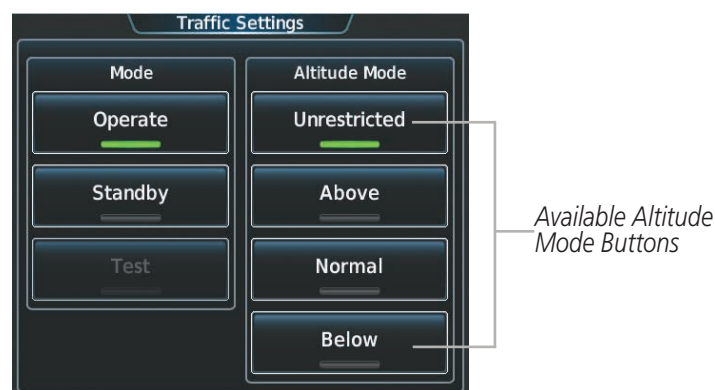 Traffic Settings
Mode
Operate
Standby
Test
Altitude Mode
Unrestricted
Above
Normal
Below
Available Altitude
Mode Buttons